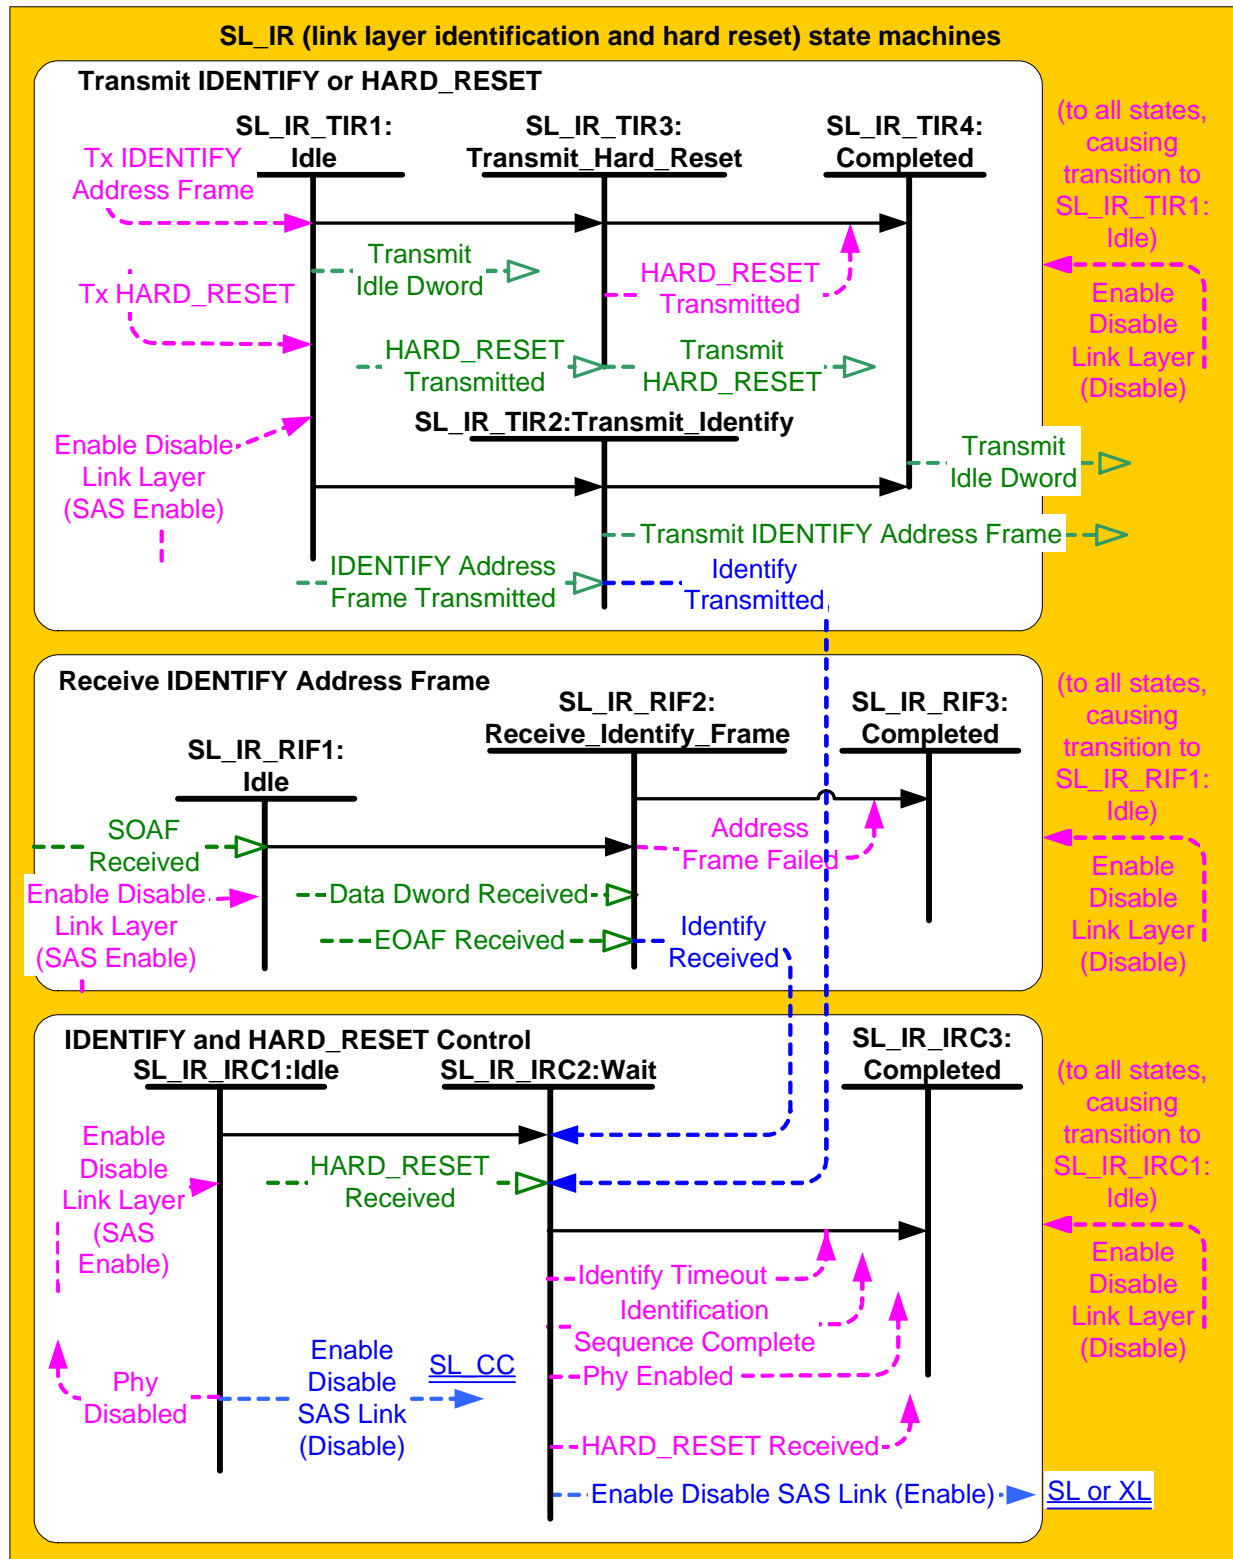 SL_IR (link layer identification and hard reset) state machines
Transmit IDENTIFY or HARD_RESET
SL_IR_TIR1:
Idle
SL_IR_TIR3:
Transmit_Hard_Reset
SL_IR_TIR4:
Completed
Tx IDENTIFY
Address Frame
Transmit
Idle Dword
Tx HARD_RESET
HARD_RESET
Transmitted
HARD_RESET
Transmitted
Transmit
HARD_RESET
SL_IR_TIR2:Transmit_Identify
Enable Disable
Link Layer
(SAS Enable)
Transmit
Idle Dword
Transmit IDENTIFY Address Frame
IDENTIFY Address
Frame Transmitted
Identify
Transmitted
(to all states,
causing
transition to
SL_IR_TIR1:
Idle)
Enable
Disable
Link Layer
(Disable)
Receive IDENTIFY Address Frame
SL_IR_RIF1:
Idle
SL_IR_RIF2:
Receive_Identify_Frame
SL_IR_RIF3:
Completed
SOAF
Received
Address
Frame Failed
Enable Disable
Link Layer
(SAS Enable)
Data Dword Received
EOAF Received
Identify
Received
(to all states,
causing
transition to
SL_IR_RIF1:
Idle)
Enable
Disable
Link Layer
(Disable)
IDENTIFY and HARD_RESET Control
SL_IR_IRC1:Idle
SL_IR_IRC2:Wait
SL_IR_IRC3:
Completed
Enable
Disable
Link Layer
(SAS
Enable)
HARD_RESET
Received
Identify Timeout
Identification
Sequence Complete
Phy Enabled
Phy
Disabled
Enable
Disable
SAS Link
(Disable)
SL_CC
HARD_RESET Received
Enable Disable SAS Link (Enable)
SL or XL
(to all states,
causing
transition to
SL_IR_IRC1:
Idle)
Enable
Disable
Link Layer
(Disable)